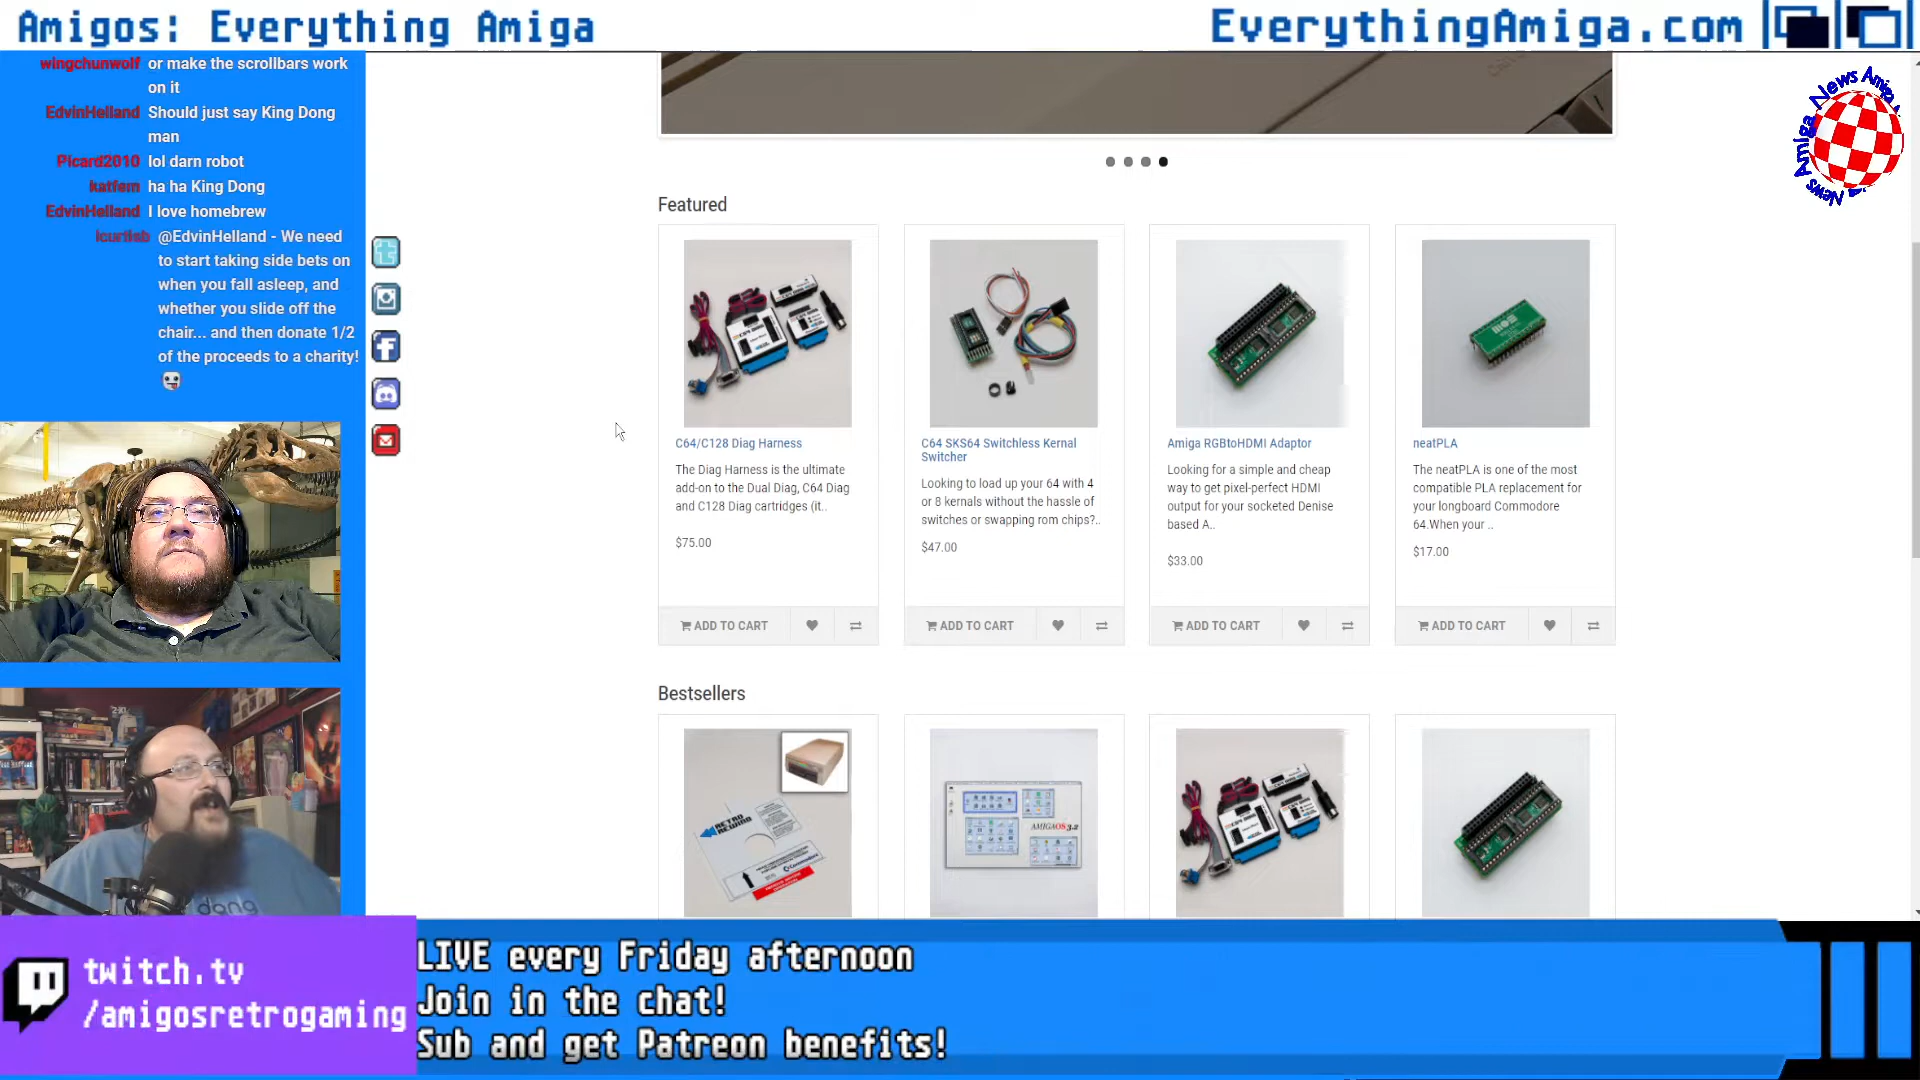 Amigos: Everything Amiga
EverythingAmiga.com
wingchunwolf or make the scrollbars work
on it
EdvinHelland Should just say King Dong
man
Picard2010 lol darn robot
katfem ha ha King Dong
EdvinHelland I love homebrew
@EdvinHelland - We need
to start taking side bets on
when you fall asleep, and
whether you slide off the
chair... and then donate 1/2
of the proceeds to a charity!
Amiga News Amig
Featured
C64/C128 Diag Harness
The Diag Harness is the ultimate
add-on to the Dual Diag, C64 Diag
and C128 Diag cartridges (it..
$75.00
ADD TO CART
C64 SKS64 Switchless Kernal
Switcher
Looking to load up your 64 with 4
or 8 kernals without the hassle of
switches or swapping rom chips?..
$47.00
ADD TO CART
Amiga RGBtoHDMI Adaptor
Looking for a simple and cheap
way to get pixel-perfect HDMI
output for your socketed Denise
based A..
$33.00
ADD TO CART
neatPLA
The neatPLA is one of the most
compatible PLA replacement for
your longboard Commodore
64.When your ..
$17.00
ADD TO CART
Bestsellers
RETRO
REWIND
AMIGAOS 3.2
dong
twitch.tv
/amigosretrogaming
LIVE every Friday afternoon
Join in the chat!
Sub and get Patreon benefits!